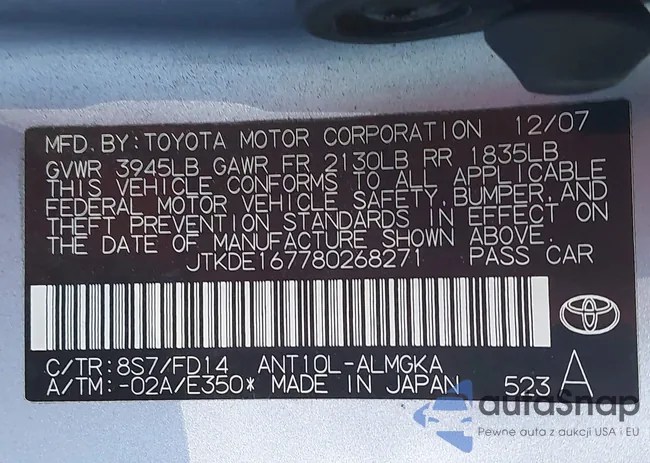 MFD.BY:TOYOTA MOTOR CORPORATION 12/07
GVWR 3945LB GAWR FR 2130LB RR 1835LB
THIS VEHICLE CONFORMS TO ALL APPLICABLE
FEDERAL MOTOR VEHICLE SAFETY,BUMPER,AND
THEFT PREVENTION STANDARDS IN EFFECT ON
THE DATE OF MANUFACTURE SHOWN ABOVE.
JTKDE167780268271 PASS CAR
C/TR:8S7/FD14 ANT10L-ALMGKA
A/TM:-02A/E350* MADE IN JAPAN 523 A
autoSnap
Pewne auta z aukcji USA i EU